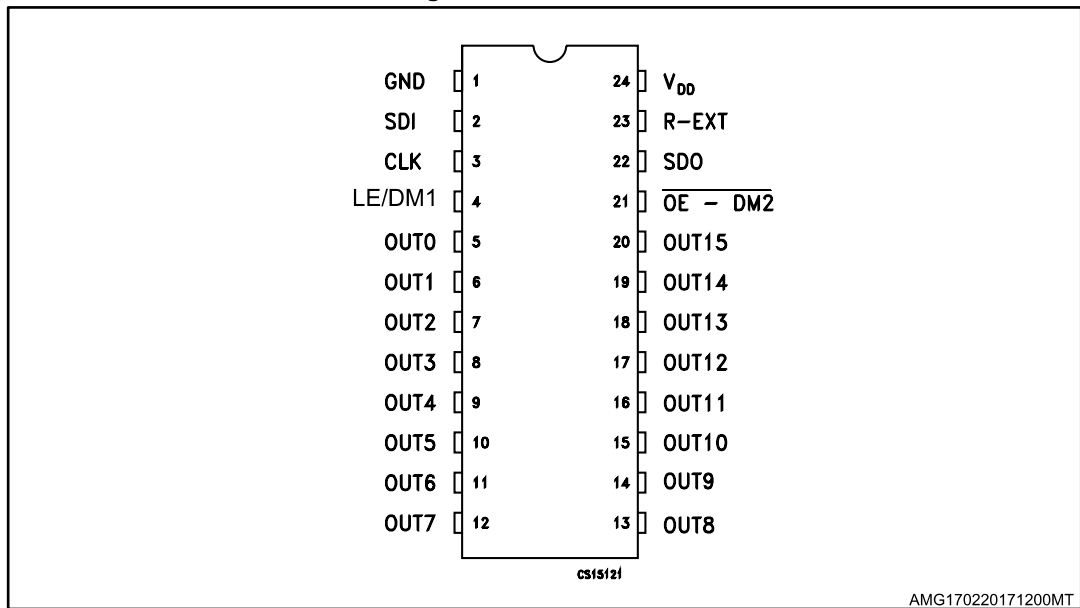 GND 1 24 VDD
SDI 2 23 R-EXT
CLK 3 22 SDO
LE/DM1 4 21 OE - DM2
OUT0 5 20 OUT15
OUT1 6 19 OUT14
OUT2 7 18 OUT13
OUT3 8 17 OUT12
OUT4 9 16 OUT11
OUT5 10 15 OUT10
OUT6 11 14 OUT9
OUT7 12 13 OUT8
CS15121
AMG170220171200MT